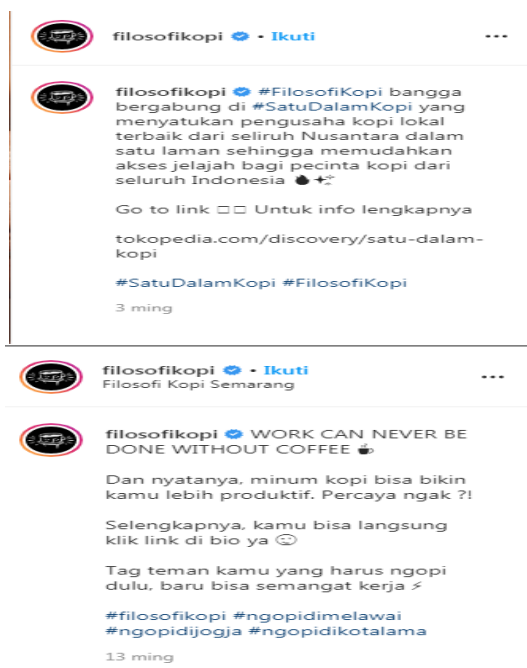 filosofikopi • Ikuti
filosofikopi #FilosofiKopi bangga
bergabung di #SatuDalamKopi yang
menyatukan pengusaha kopi lokal
terbaik dari seliruh Nusantara dalam
satu laman sehingga memudahkan
akses jelajah bagi pecinta kopi dari
seluruh Indonesia
Go to link □□ Untuk info lengkapnya
tokopedia.com/discovery/satu-dalam-
kopi
#SatuDalamKopi #FilosofiKopi
3 ming
filosofikopi • Ikuti
Filosofi Kopi Semarang
filosofikopi WORK CAN NEVER BE
DONE WITHOUT COFFEE ☕
Dan nyatanya, minum kopi bisa bikin
kamu lebih produktif. Percaya ngak ?!
Selengkapnya, kamu bisa langsung
klik link di bio ya
Tag teman kamu yang harus ngopi
dulu, baru bisa semangat kerja ⚡
#filosofikopi #ngopidimelawai
#ngopidijogja #ngopidikotalama
13 ming